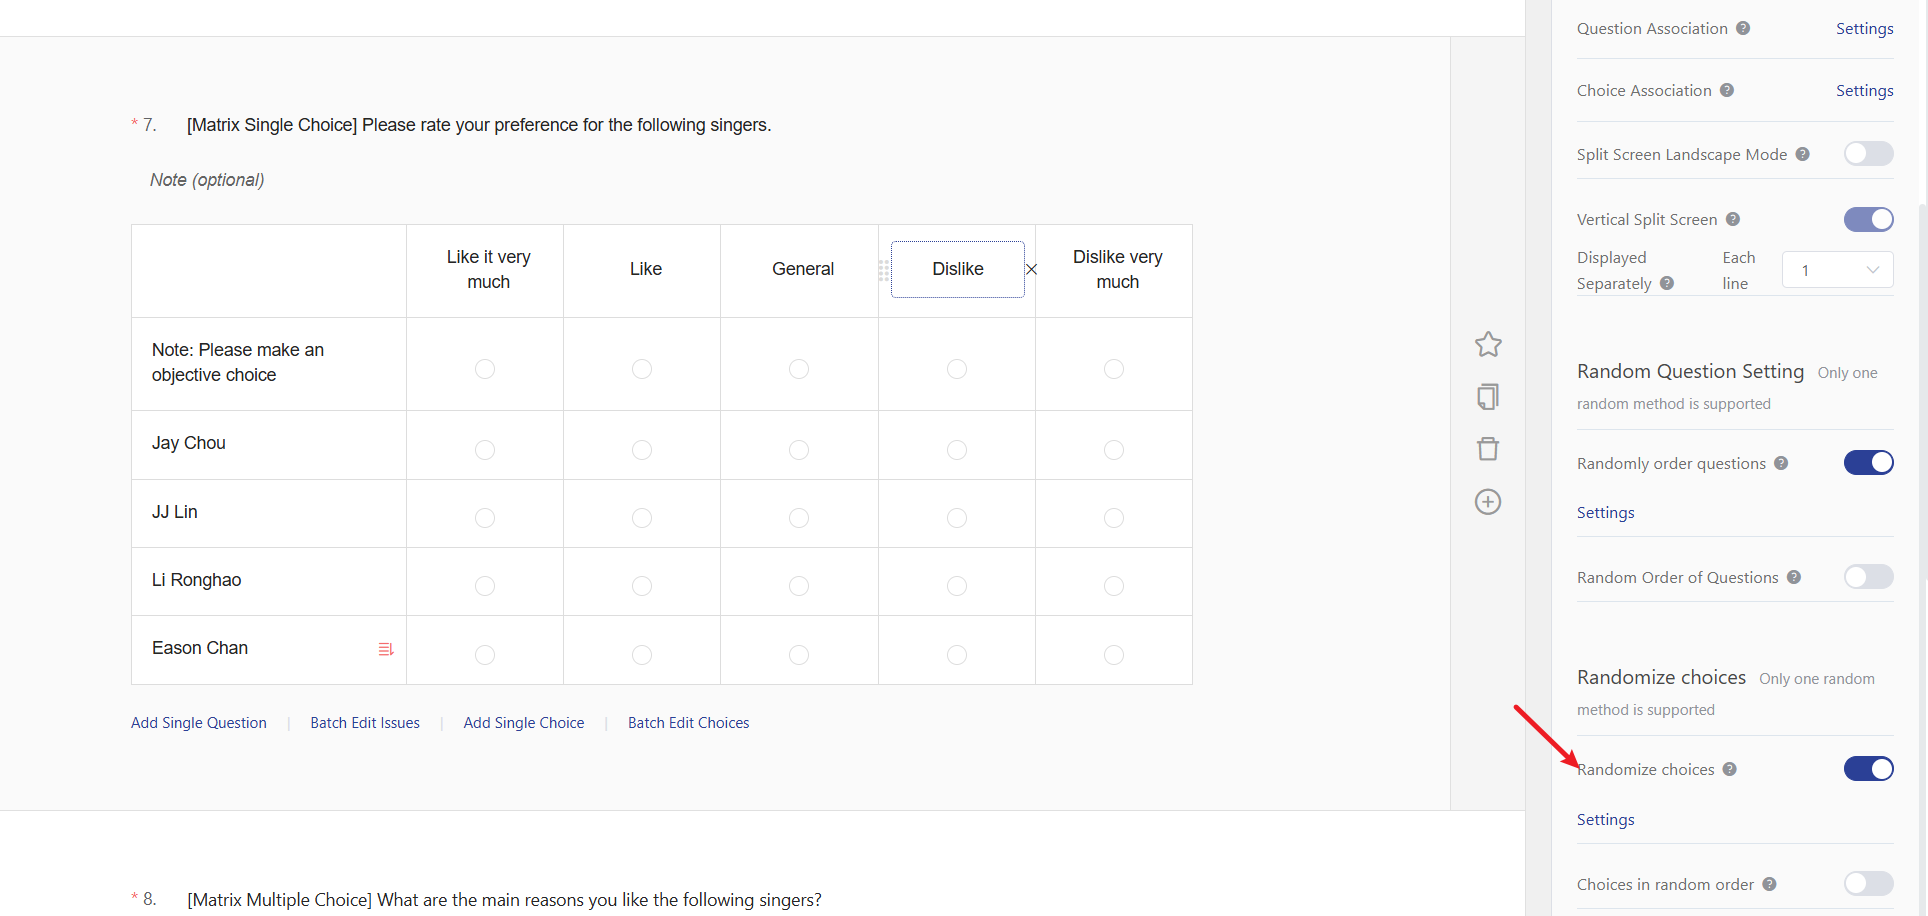 * 7. [Matrix Single Choice] Please rate your preference for the following singers.
Note (optional)
Like it very much
Like
General
Dislike
Dislike very much
Note: Please make an
objective choice
Jay Chou
JJ Lin
Li Ronghao
Eason Chan
Add Single Question | Batch Edit Issues | Add Single Choice | Batch Edit Choices
* 8. [Matrix Multiple Choice] What are the main reasons you like the following singers?
Question Association ? Settings
Choice Association ? Settings
Split Screen Landscape Mode ?
Vertical Split Screen ?
Displayed Separately ? Each line 1
Random Question Setting Only one
random method is supported
Randomly order questions ?
Settings
Random Order of Questions ?
Randomize choices Only one random
method is supported
Randomize choices ?
Settings
Choices in random order ?